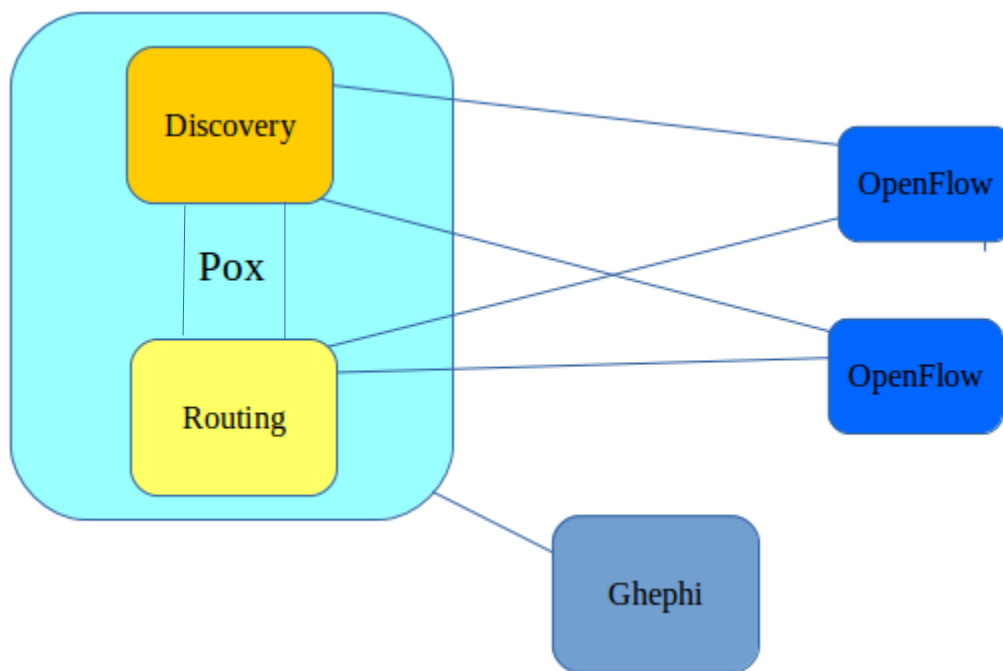 Discovery
OpenFlow
Pox
OpenFlow
Routing
Ghephi